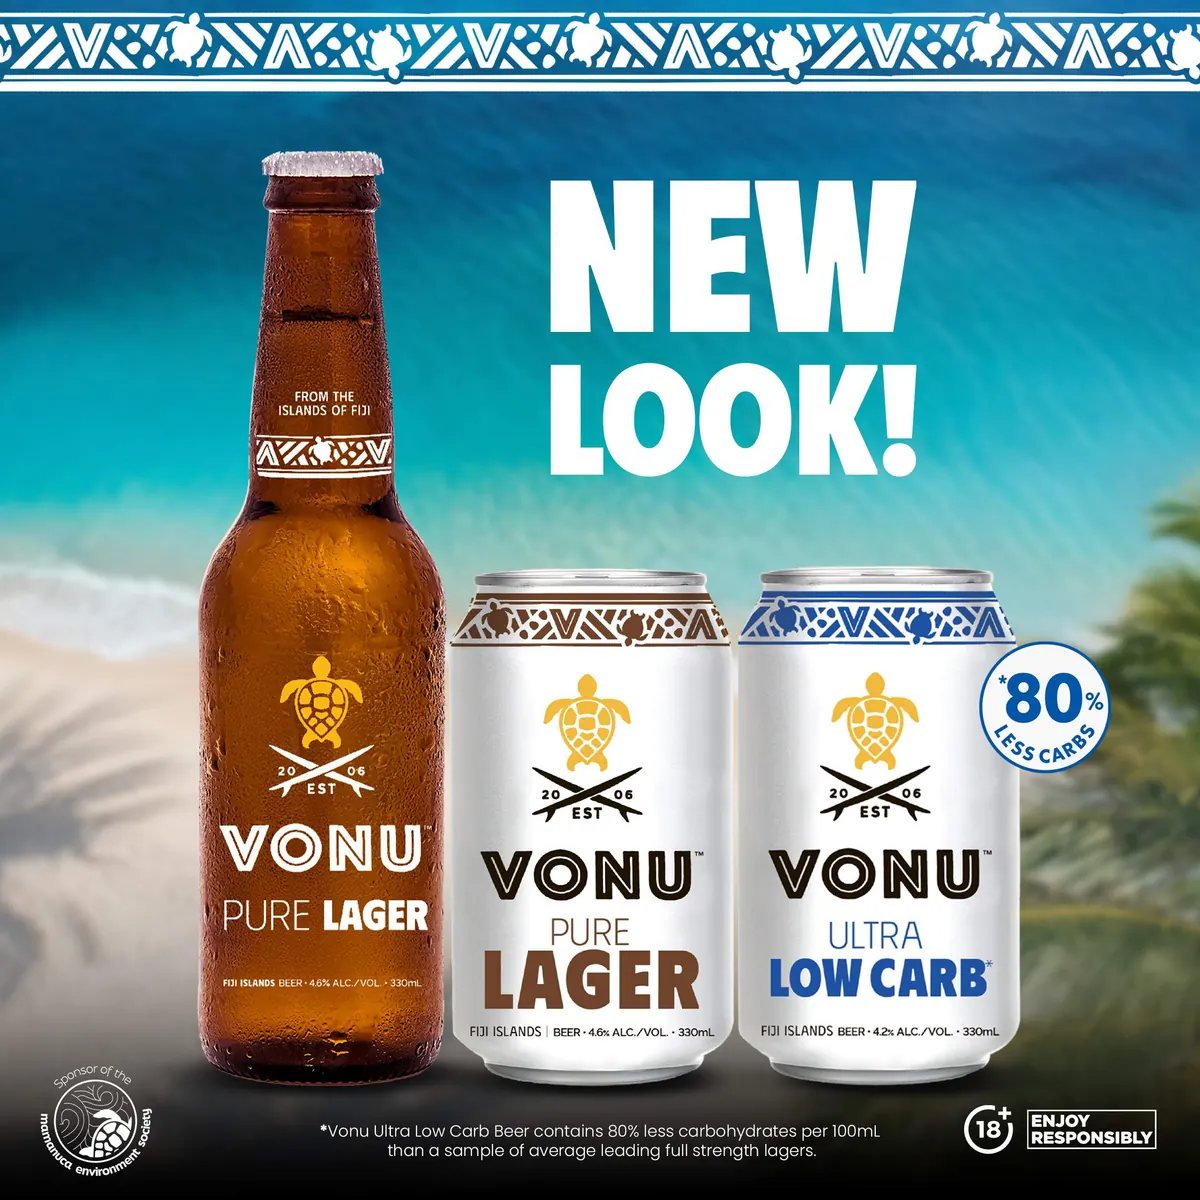 NEW
LOOK!
FROM THE
ISLANDS OF FIJI
20 06
EST
VONU™
PURE LAGER
FIJI ISLANDS BEER • 4.6% ALC./VOL. • 330mL
20 06
EST
VONU™
PURE
LAGER
FIJI ISLANDS | BEER • 4.6% ALC./VOL. • 330mL
20 06
EST
VONU™
ULTRA
LOW CARB*
FIJI ISLANDS BEER • 4.2% ALC./VOL. • 330mL
*80%
LESS CARBS
Sponsor of the
mamanuca environment society
*Vonu Ultra Low Carb Beer contains 80% less carbohydrates per 100mL
than a sample of average leading full strength lagers.
18+
ENJOY
RESPONSIBLY